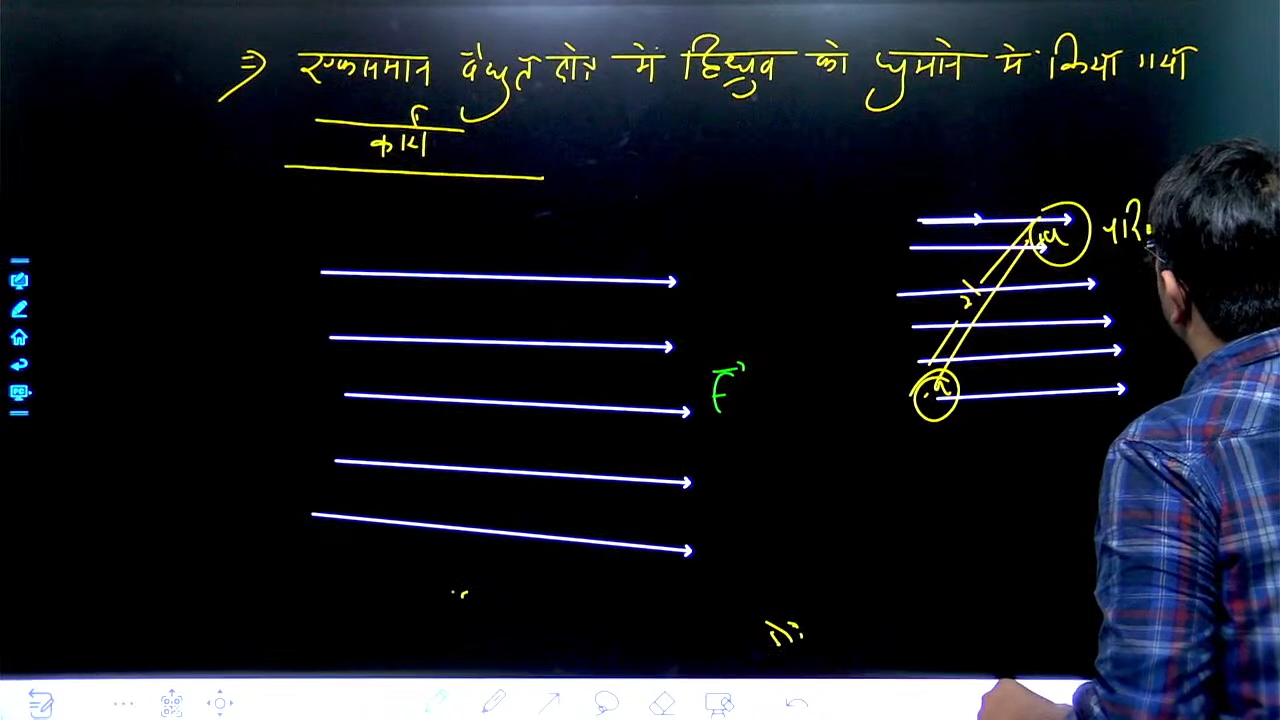 ⇒ एकसमान वैधुत क्षेत्र में द्विध्रुव को घुमाने में किया गया
कार्य
E